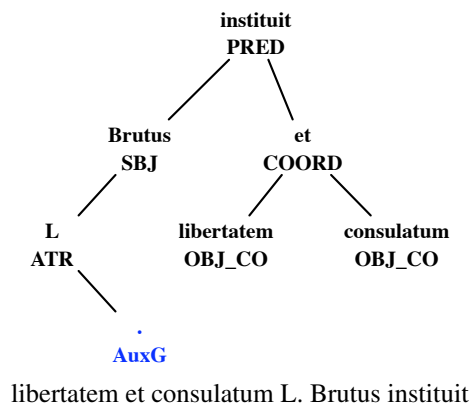 instituit
PRED
Brutus et
SBJ COORD
L libertatem consulatum
ATR OBJ_CO OBJ_CO
.
AuxG
libertatem et consulatum L. Brutus instituit